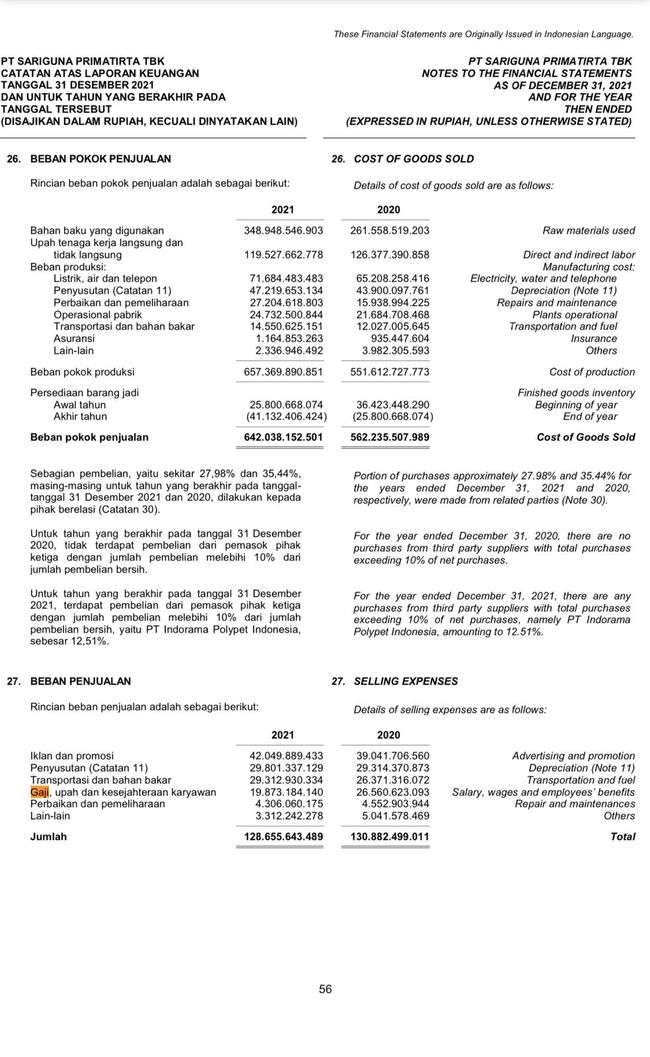 These Financial Statements are Originally Issued in Indonesian Language.
PT SARIGUNA PRIMATIRTA TBK
CATATAN ATAS LAPORAN KEUANGAN
TANGGAL 31 DESEMBER 2021
DAN UNTUK TAHUN YANG BERAKHIR PADA
TANGGAL TERSEBUT
(DISAJIKAN DALAM RUPIAH, KECUALI DINYATAKAN LAIN)
PT SARIGUNA PRIMATIRTA TBK
NOTES TO THE FINANCIAL STATEMENTS
AS OF DECEMBER 31, 2021
AND FOR THE YEAR
THEN ENDED
(EXPRESSED IN RUPIAH, UNLESS OTHERWISE STATED)
26. BEBAN POKOK PENJUALAN 26. COST OF GOODS SOLD
Rincian beban pokok penjualan adalah sebagai berikut: Details of cost of goods sold are as follows:
2021 2020
Bahan baku yang digunakan 348.948.546.903 261.558.519.203 Raw materials used
Upah tenaga kerja langsung dan
tidak langsung 119.527.662.778 126.377.390.858 Direct and indirect labor
Beban produksi: Manufacturing cost:
Listrik, air dan telepon 71.684.483.483 65.208.258.416 Electricity, water and telephone
Penyusutan (Catatan 11) 47.219.653.134 43.900.097.761 Depreciation (Note 11)
Perbaikan dan pemeliharaan 27.204.618.803 15.938.994.225 Repairs and maintenance
Operasional pabrik 24.732.500.844 21.684.708.468 Plants operational
Transportasi dan bahan bakar 14.550.625.151 12.027.005.645 Transportation and fuel
Asuransi 1.164.853.263 935.447.604 Insurance
Lain-lain 2.336.946.492 3.982.305.593 Others
Beban pokok produksi 657.369.890.851 551.612.727.773 Cost of production
Persediaan barang jadi Finished goods inventory
Awal tahun 25.800.668.074 36.423.448.290 Beginning of year
Akhir tahun (41.132.406.424) (25.800.668.074) End of year
Beban pokok penjualan 642.038.152.501 562.235.507.989 Cost of Goods Sold
Sebagian pembelian, yaitu sekitar 27,98% dan 35,44%,
masing-masing untuk tahun yang berakhir pada tanggal-
tanggal 31 Desember 2021 dan 2020, dilakukan kepada
pihak berelasi (Catatan 30).
Portion of purchases approximately 27.98% and 35.44% for
the years ended December 31, 2021 and 2020,
respectively, were made from related parties (Note 30).
Untuk tahun yang berakhir pada tanggal 31 Desember
2020, tidak terdapat pembelian dari pemasok pihak
ketiga dengan jumlah pembelian melebihi 10% dari
jumlah pembelian bersih.
For the year ended December 31, 2020, there are no
purchases from third party suppliers with total purchases
exceeding 10% of net purchases.
Untuk tahun yang berakhir pada tanggal 31 Desember
2021, terdapat pembelian dari pemasok pihak ketiga
dengan jumlah pembelian melebihi 10% dari jumlah
pembelian bersih, yaitu PT Indorama Polypet Indonesia,
sebesar 12,51%.
For the year ended December 31, 2021, there are any
purchases from third party suppliers with total purchases
exceeding 10% of net purchases, namely PT Indorama
Polypet Indonesia, amounting to 12.51%.
27. BEBAN PENJUALAN 27. SELLING EXPENSES
Rincian beban penjualan adalah sebagai berikut: Details of selling expenses are as follows:
2021 2020
Iklan dan promosi 42.049.889.433 39.041.706.560 Advertising and promotion
Penyusutan (Catatan 11) 29.801.337.129 29.314.370.873 Depreciation (Note 11)
Transportasi dan bahan bakar 29.312.930.334 26.371.316.072 Transportation and fuel
Gaji, upah dan kesejahteraan karyawan 19.873.184.140 26.560.623.093 Salary, wages and employees' benefits
Perbaikan dan pemeliharaan 4.306.060.175 4.552.903.944 Repair and maintenances
Lain-lain 3.312.242.278 5.041.578.469 Others
Jumlah 128.655.643.489 130.882.499.011 Total
56